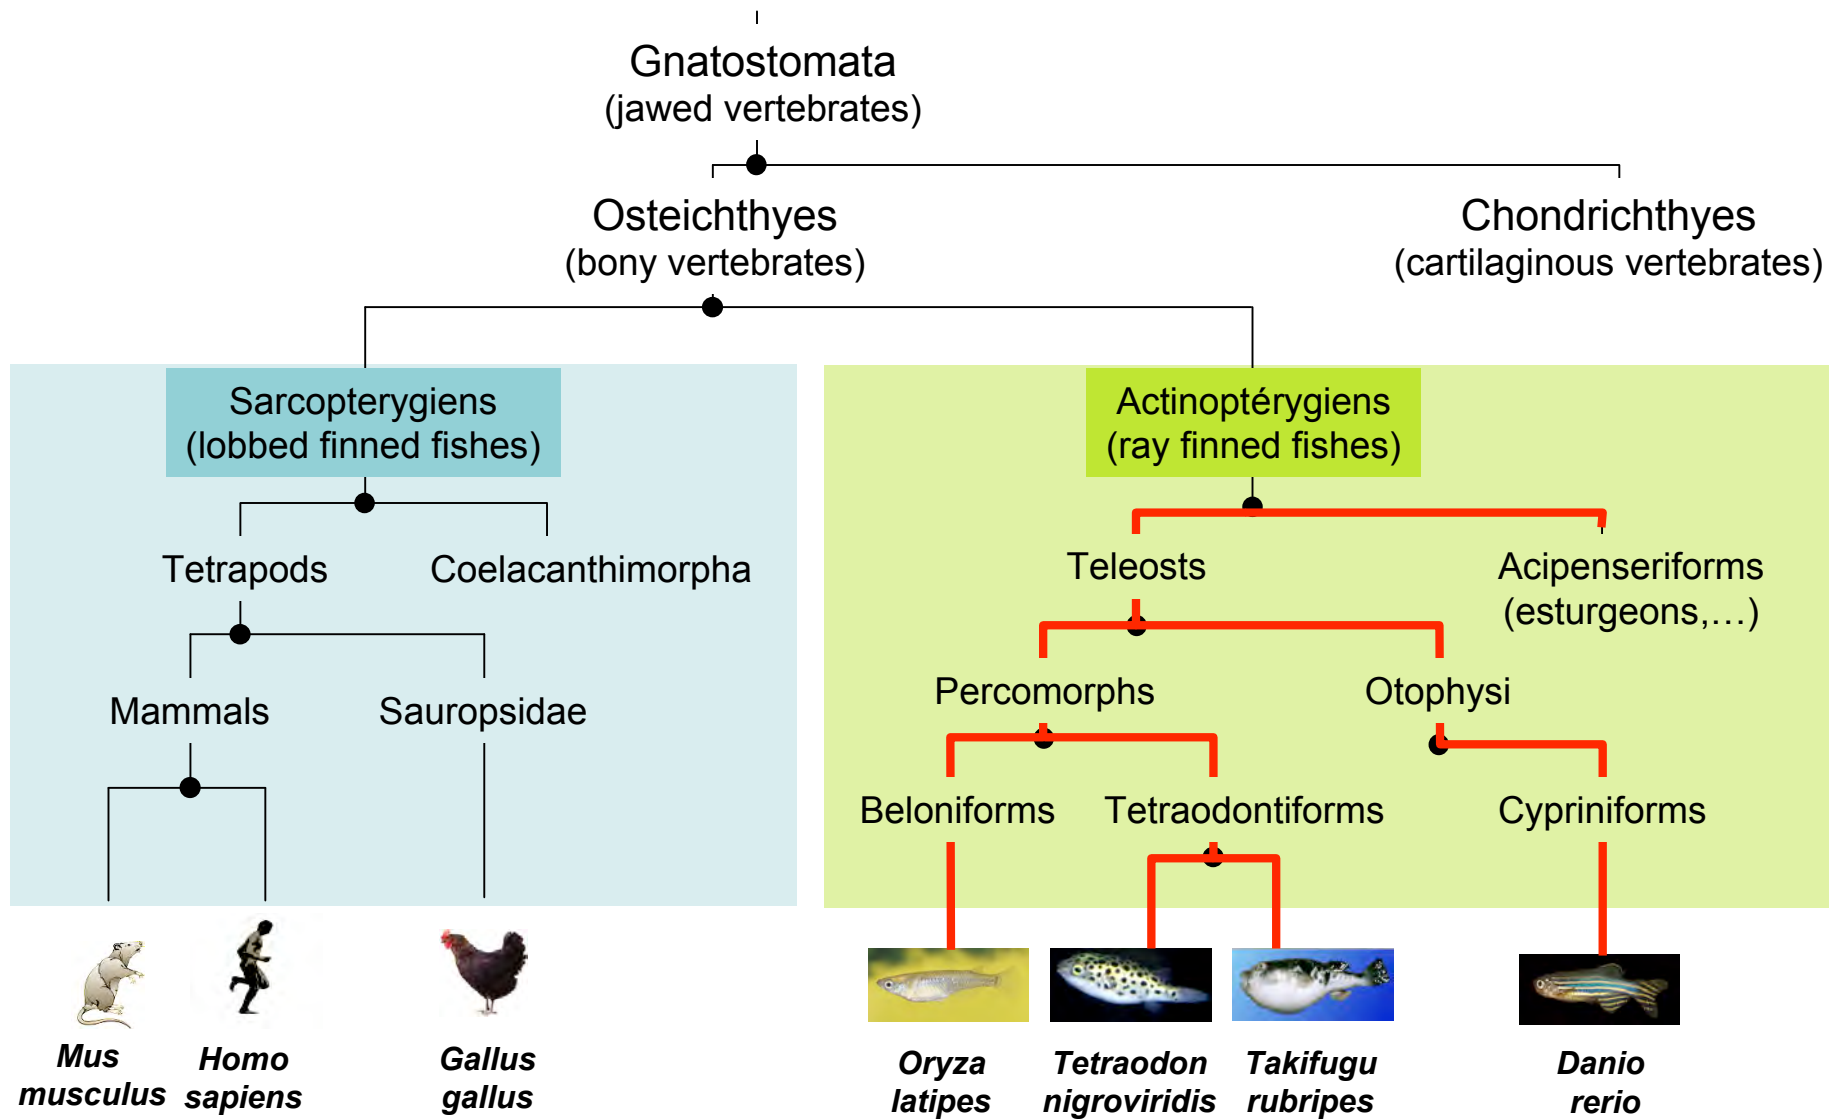 Gnatostomata
(jawed vertebrates)
Osteichthyes
(bony vertebrates)
Chondrichthyes
(cartilaginous vertebrates)
Sarcopterygiens
(lobbed finned fishes)
Actinoptérygiens
(ray finned fishes)
Tetrapods
Coelacanthimorpha
Teleosts
Acipenseriforms
(esturgeons,…)
Mammals
Sauropsidae
Percomorphs
Otophysi
Beloniforms
Tetraodontiforms
Cypriniforms
Mus
musculus
Homo
sapiens
Gallus
gallus
Oryza
latipes
Tetraodon
nigroviridis
Takifugu
rubripes
Danio
rerio